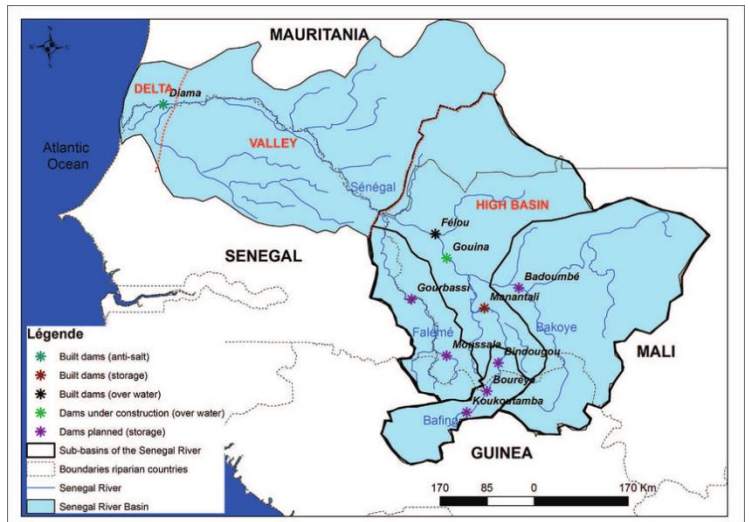 MAURITANIA
DELTA
Diama
VALLEY
Atlantic
Ocean
Sénégal
HIGH BASIN
Félou
Gouina
SENEGAL
Badoumbé
Gourbassi
Manantali
Légende
Falémé
Bakoye
Built dams (anti-salt)
Moussala
Bindougou
MALI
Built dams (storage)
Built dams (over water)
Boureya
Dams under construction (over water)
Koukoutamba
Dams planned (storage)
Bafing
Sub-basins of the Senegal River
GUINEA
Boundaries riparian countries
Senegal River
170 85 0 170 Km
Senegal River Basin